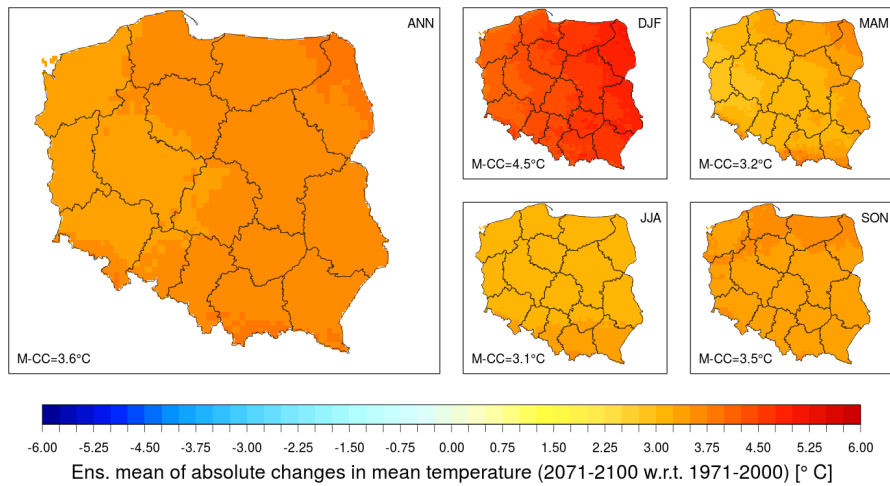 ANN
M-CC=3.6°C
DJF
M-CC=4.5°C
MAM
M-CC=3.2°C
JJA
M-CC=3.1°C
SON
M-CC=3.5°C
-6.00 -5.25 -4.50 -3.75 -3.00 -2.25 -1.50 -0.75 0.00 0.75 1.50 2.25 3.00 3.75 4.50 5.25 6.00
Ens. mean of absolute changes in mean temperature (2071-2100 w.r.t. 1971-2000) [° C]